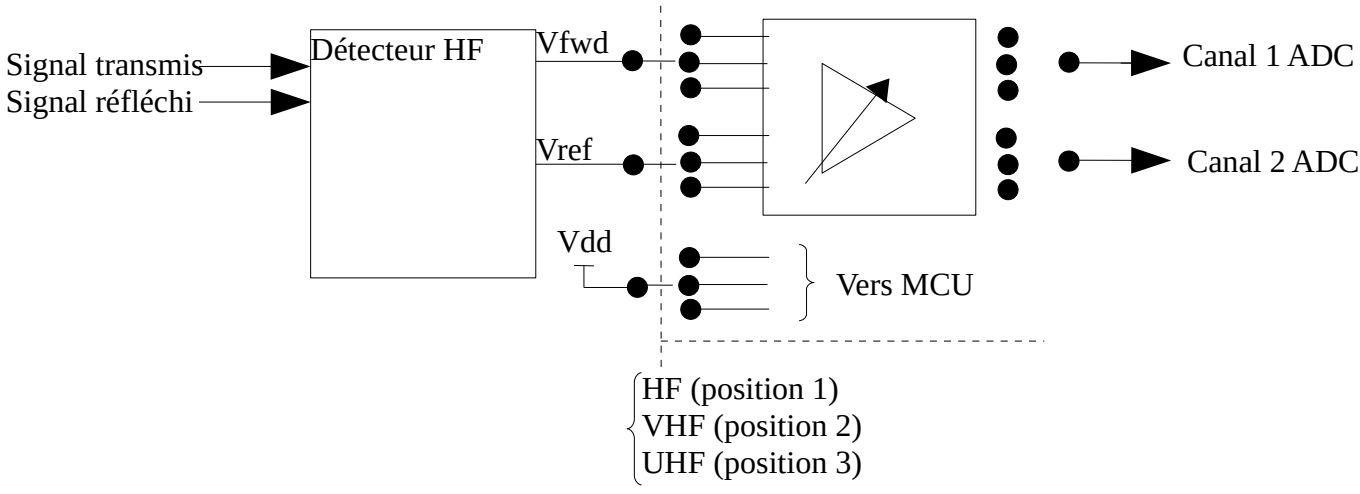 Signal transmis
Signal réfléchi
Détecteur HF
Vfwd
Vref
Vdd
Canal 1 ADC
Canal 2 ADC
Vers MCU
HF (position 1)
VHF (position 2)
UHF (position 3)